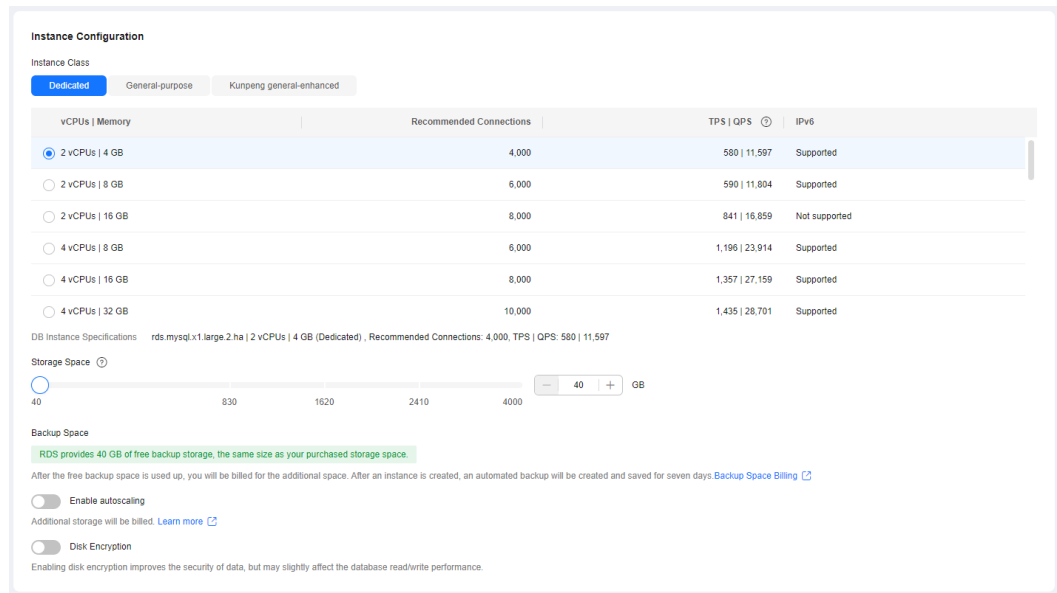 Instance Configuration
Instance Class
Dedicated General-purpose Kunpeng general-enhanced
vCPUs | Memory Recommended Connections TPS | QPS ? IPv6
2 vCPUs | 4 GB 4,000 580 | 11,597 Supported
2 vCPUs | 8 GB 6,000 590 | 11,804 Supported
2 vCPUs | 16 GB 8,000 841 | 16,859 Not supported
4 vCPUs | 8 GB 6,000 1,196 | 23,914 Supported
4 vCPUs | 16 GB 8,000 1,357 | 27,159 Supported
4 vCPUs | 32 GB 10,000 1,435 | 28,701 Supported
DB Instance Specifications rds.mysql.x1.large.2.ha | 2 vCPUs | 4 GB (Dedicated) , Recommended Connections: 4,000, TPS | QPS: 580 | 11,597
Storage Space ?
− 40 + GB
40 830 1620 2410 4000
Backup Space
RDS provides 40 GB of free backup storage, the same size as your purchased storage space.
After the free backup space is used up, you will be billed for the additional space. After an instance is created, an automated backup will be created and saved for seven days.Backup Space Billing
Enable autoscaling
Additional storage will be billed. Learn more
Disk Encryption
Enabling disk encryption improves the security of data, but may slightly affect the database read/write performance.